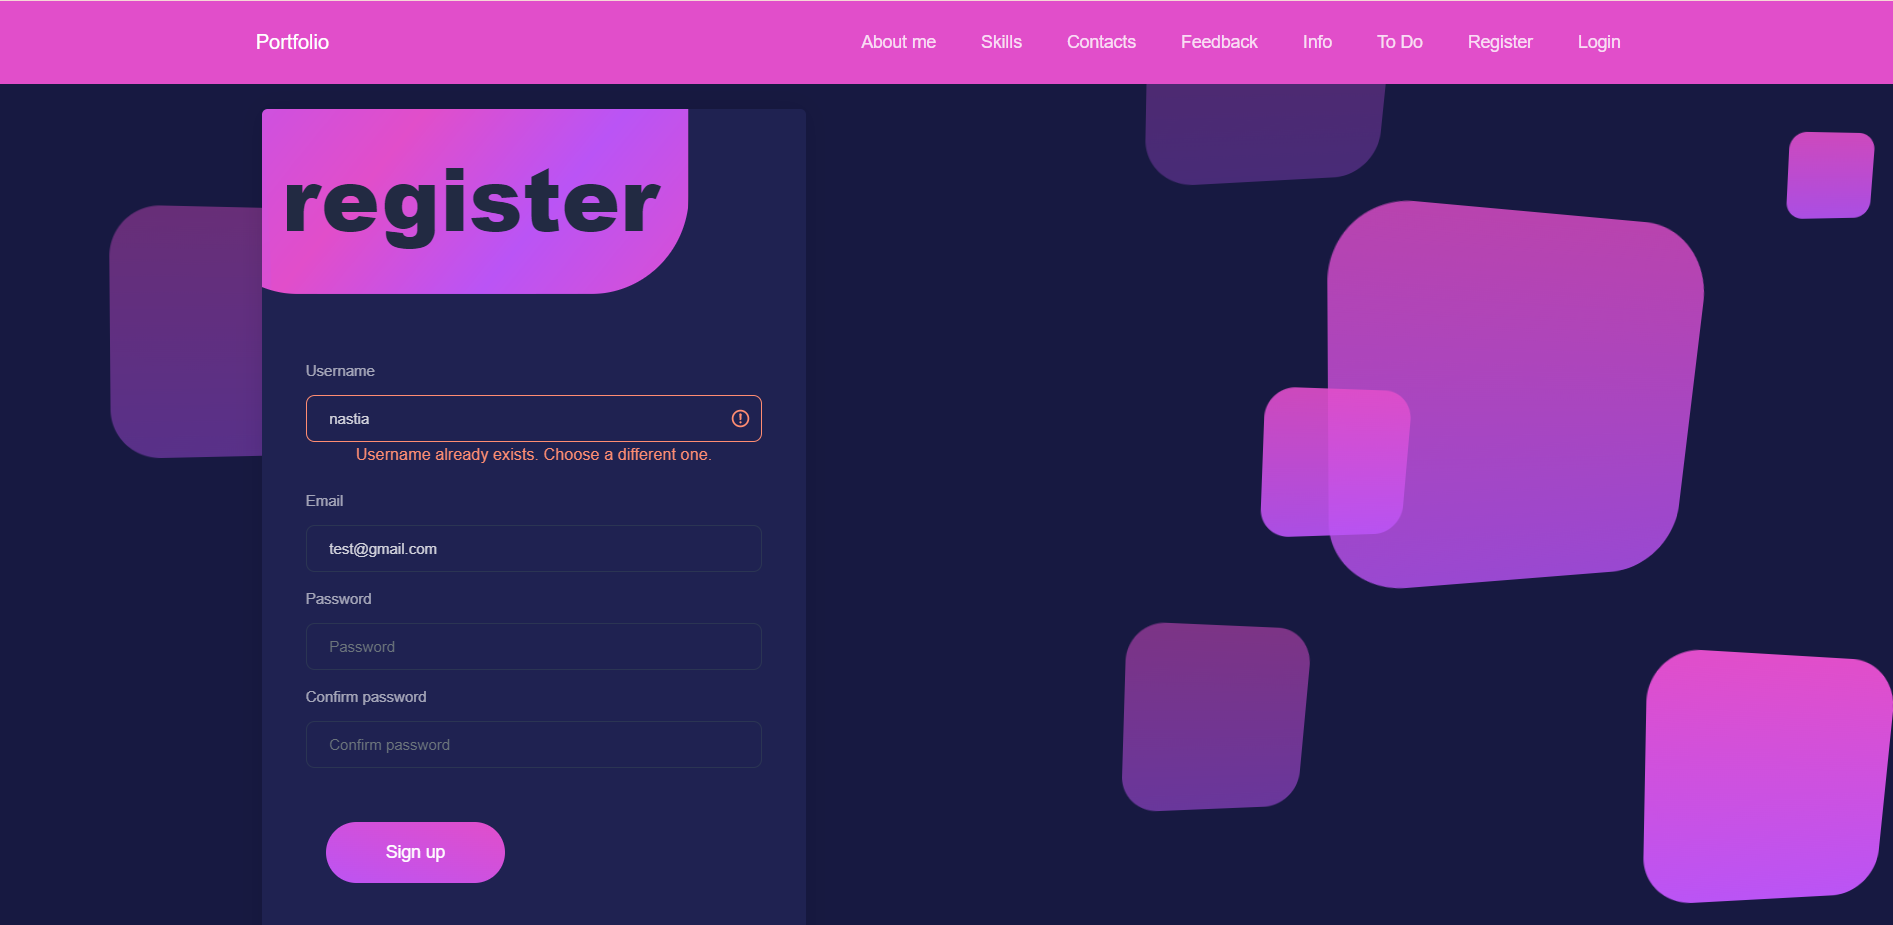 Portfolio About me Skills Contacts Feedback Info To Do Register Login
register
Username
nastia
Username already exists. Choose a different one.
Email
test@gmail.com
Password
Password
Confirm password
Confirm password
Sign up